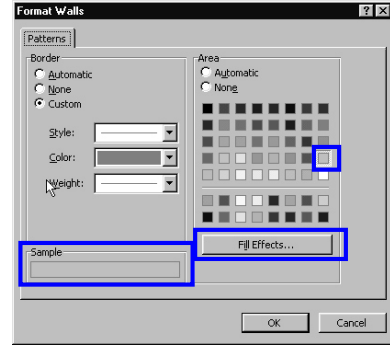 Format Walls
Patterns
Border
Automatic
None
Custom
Style:
Color:
Weight:
Sample
Area
Automatic
None
Fill Effects...
OK
Cancel